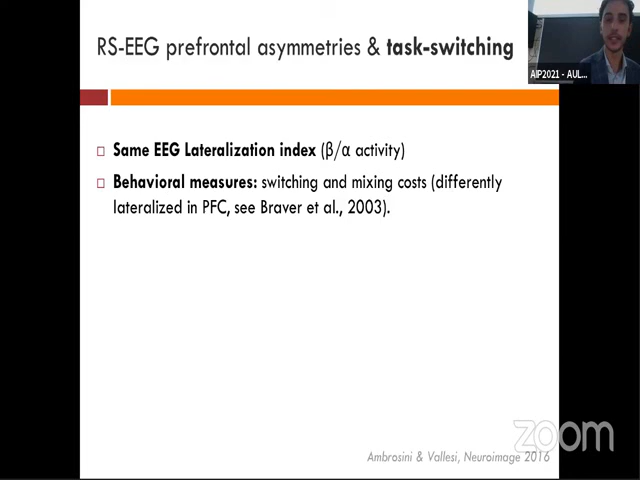 RS-EEG prefrontal asymmetries & task-switching
AIP2021 - AUL...
Same EEG Lateralization index (β/α activity)
Behavioral measures: switching and mixing costs (differently
lateralized in PFC, see Braver et al., 2003).
zoom
Ambrosini & Vallesi, Neuroimage 2016